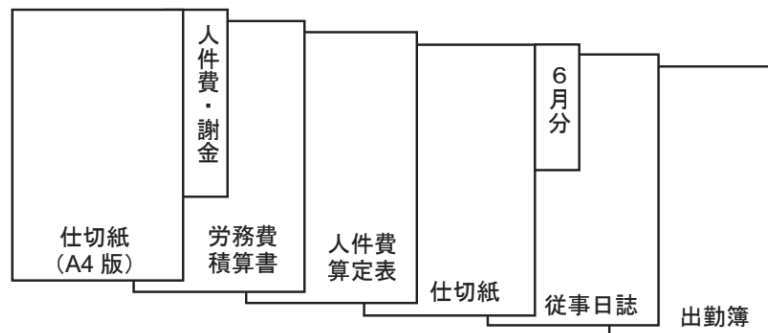 人件費・謝金
6月分
仕切紙
（A4 版）
労務費
積算書
人件費
算定表
仕切紙
従事日誌
出勤簿